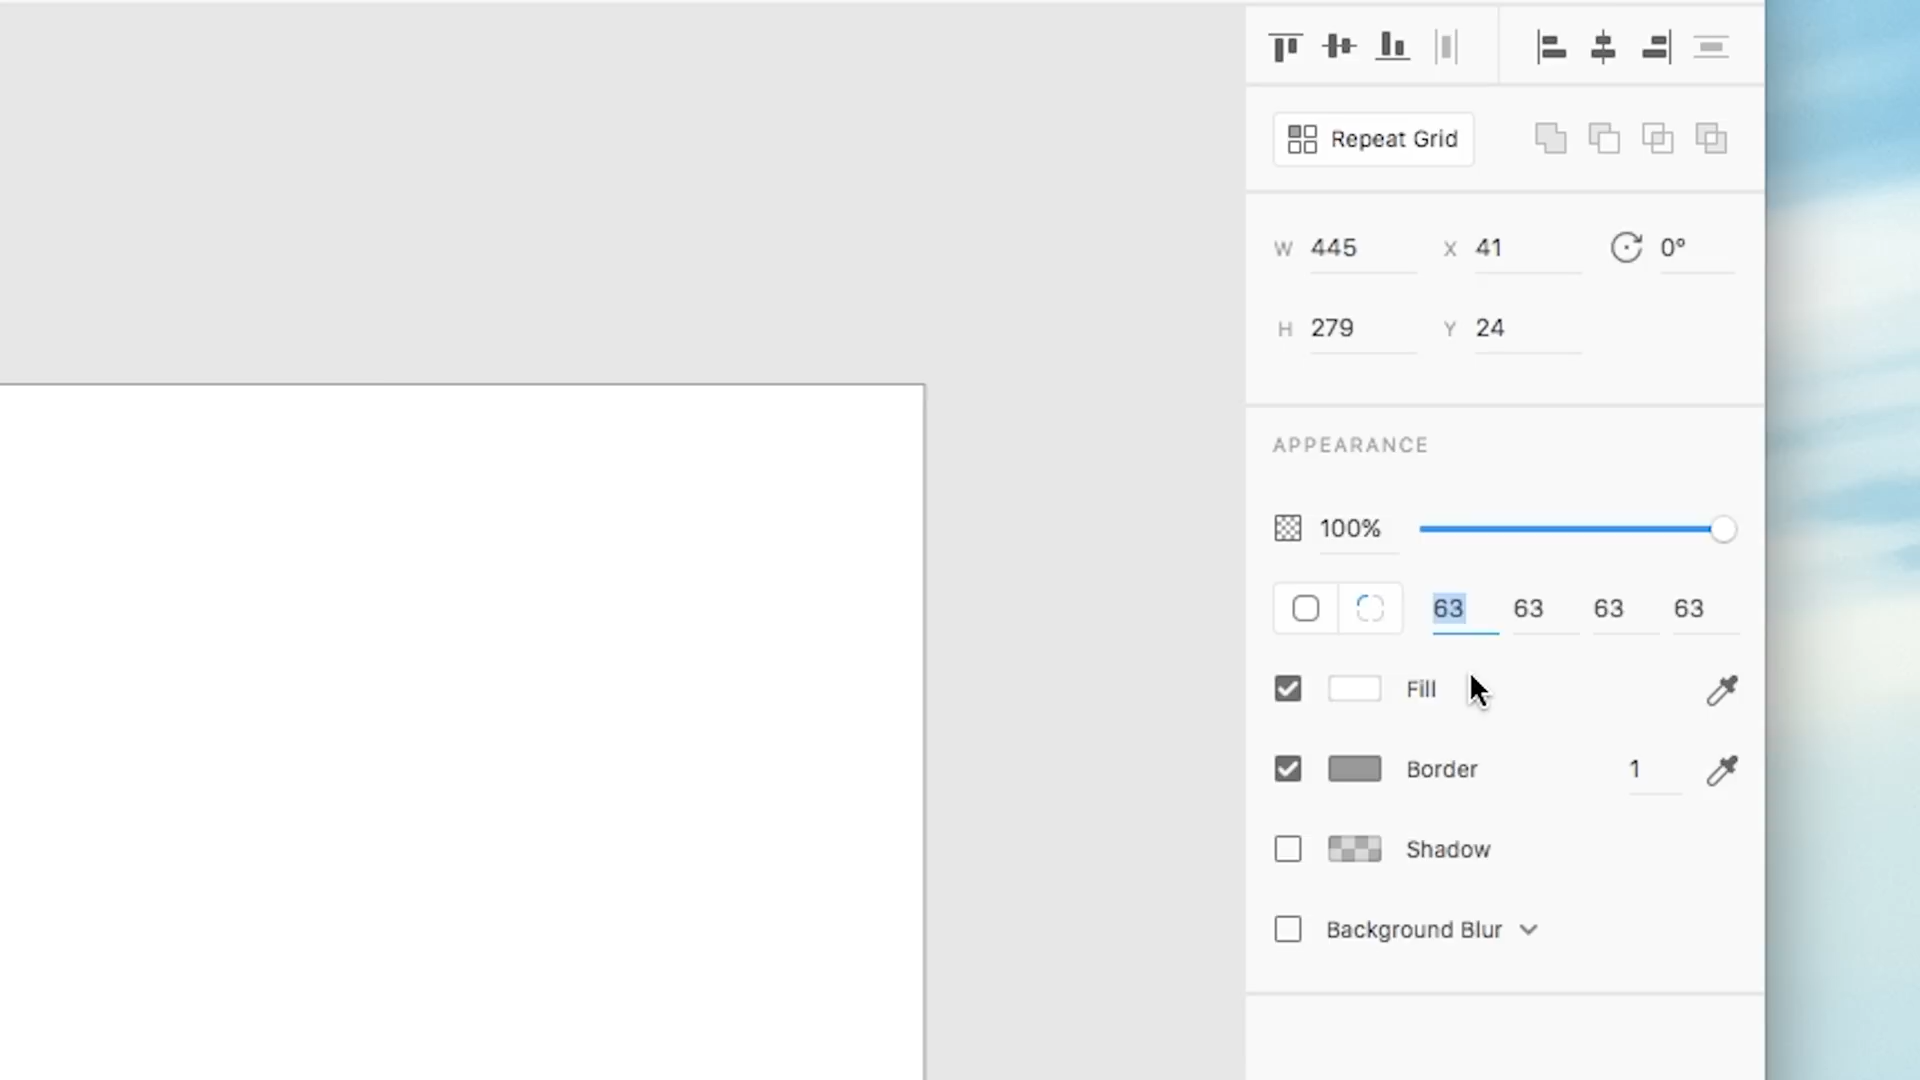 Repeat Grid
W 445 X 41 0°
H 279 Y 24
APPEARANCE
100%
63 63 63 63
Fill
Border 1
Shadow
Background Blur